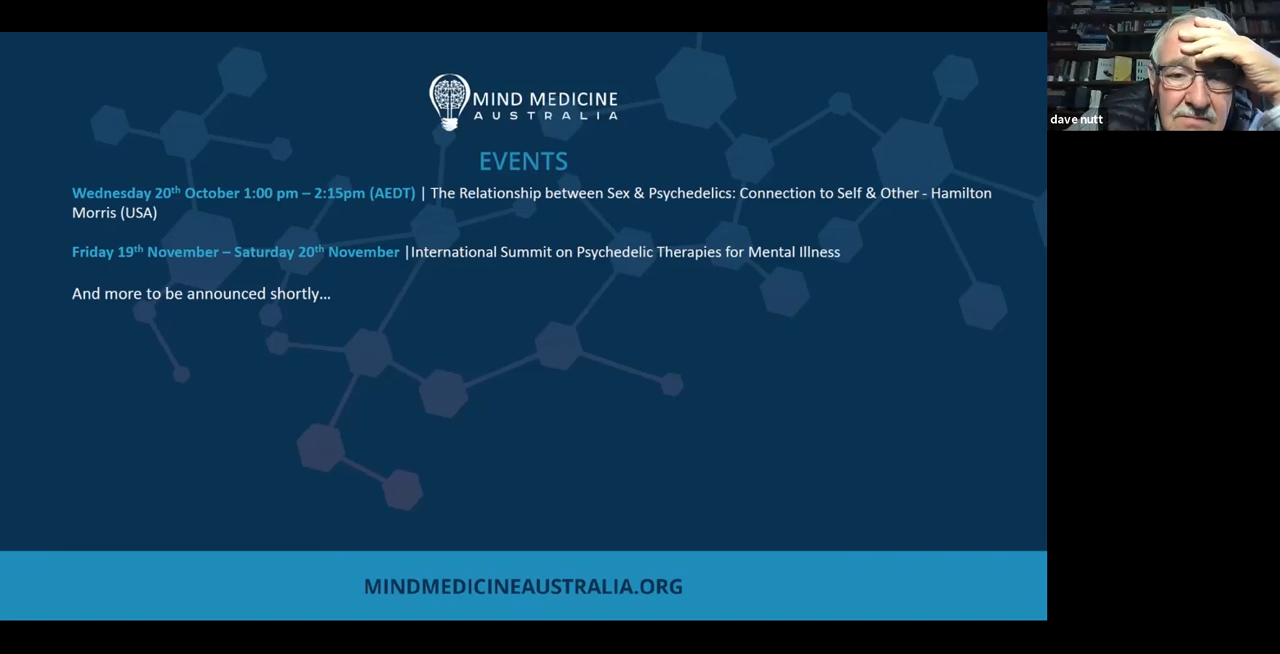 MIND MEDICINE
AUSTRALIA
EVENTS
Wednesday 20th October 1:00 pm – 2:15pm (AEDT) | The Relationship between Sex & Psychedelics: Connection to Self & Other - Hamilton
Morris (USA)
Friday 19th November – Saturday 20th November |International Summit on Psychedelic Therapies for Mental Illness
And more to be announced shortly...
MINDMEDICINEAUSTRALIA.ORG
dave nutt